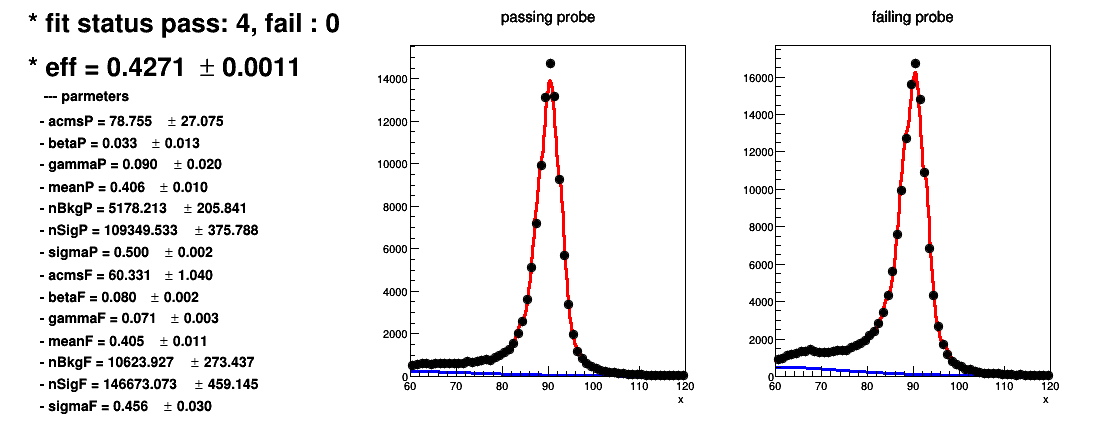 * fit status pass: 4, fail : 0
* eff = 0.4271 ± 0.0011
--- parmeters
- acmsP = 78.755 ± 27.075
- betaP = 0.033 ± 0.013
- gammaP = 0.090 ± 0.020
- meanP = 0.406 ± 0.010
- nBkgP = 5178.213 ± 205.841
- nSigP = 109349.533 ± 375.788
- sigmaP = 0.500 ± 0.002
- acmsF = 60.331 ± 1.040
- betaF = 0.080 ± 0.002
- gammaF = 0.071 ± 0.003
- meanF = 0.405 ± 0.011
- nBkgF = 10623.927 ± 273.437
- nSigF = 146673.073 ± 459.145
- sigmaF = 0.456 ± 0.030
passing probe
14000
12000
10000
8000
6000
4000
2000
0
60 70 80 90 100 110 120
x
failing probe
16000
14000
12000
10000
8000
6000
4000
2000
0
60 70 80 90 100 110 120
x